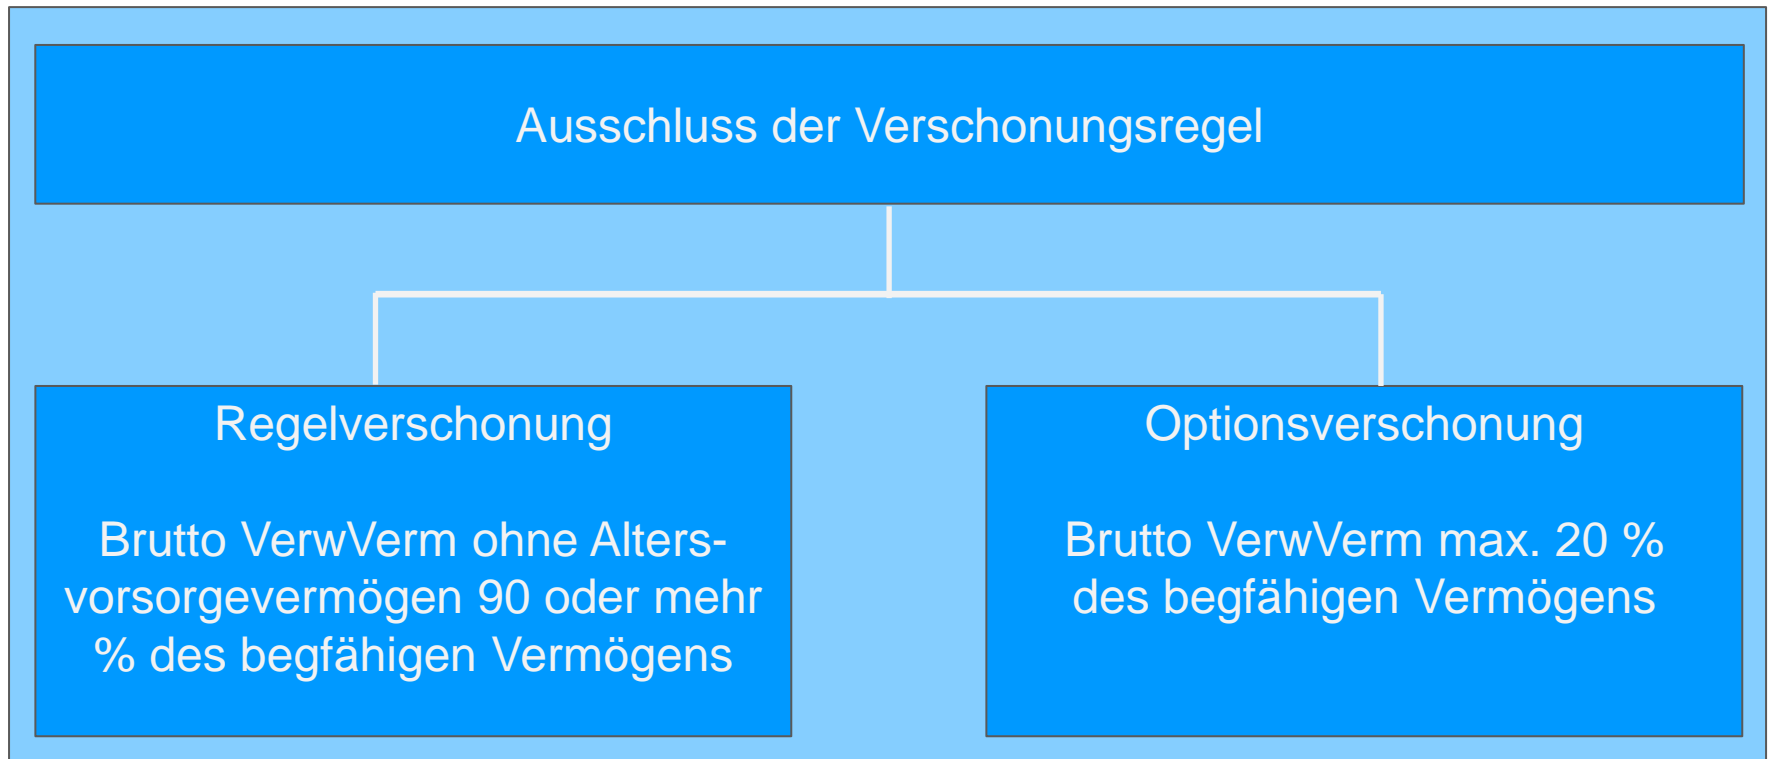 Ausschluss der Verschonungsregel
Regelverschonung
Brutto VerwVerm ohne Alters-
vorsorgevermögen 90 oder mehr
% des begfähigen Vermögens
Optionsverschonung
Brutto VerwVerm max. 20 %
des begfähigen Vermögens